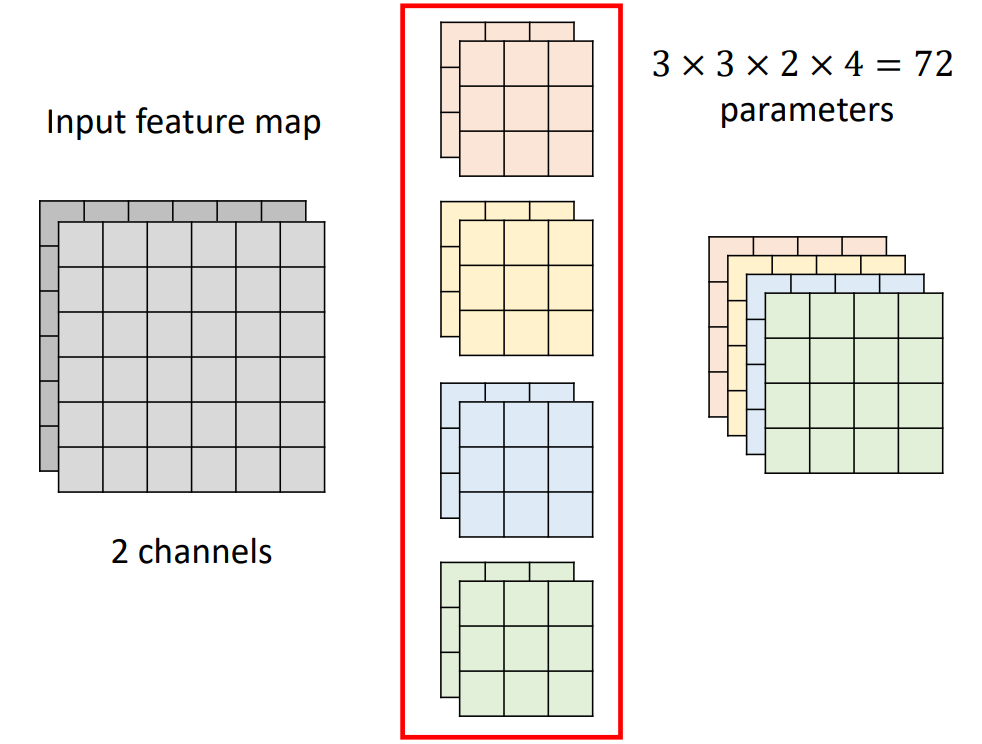 3 × 3 × 2 × 4 = 72
parameters
Input feature map
2 channels